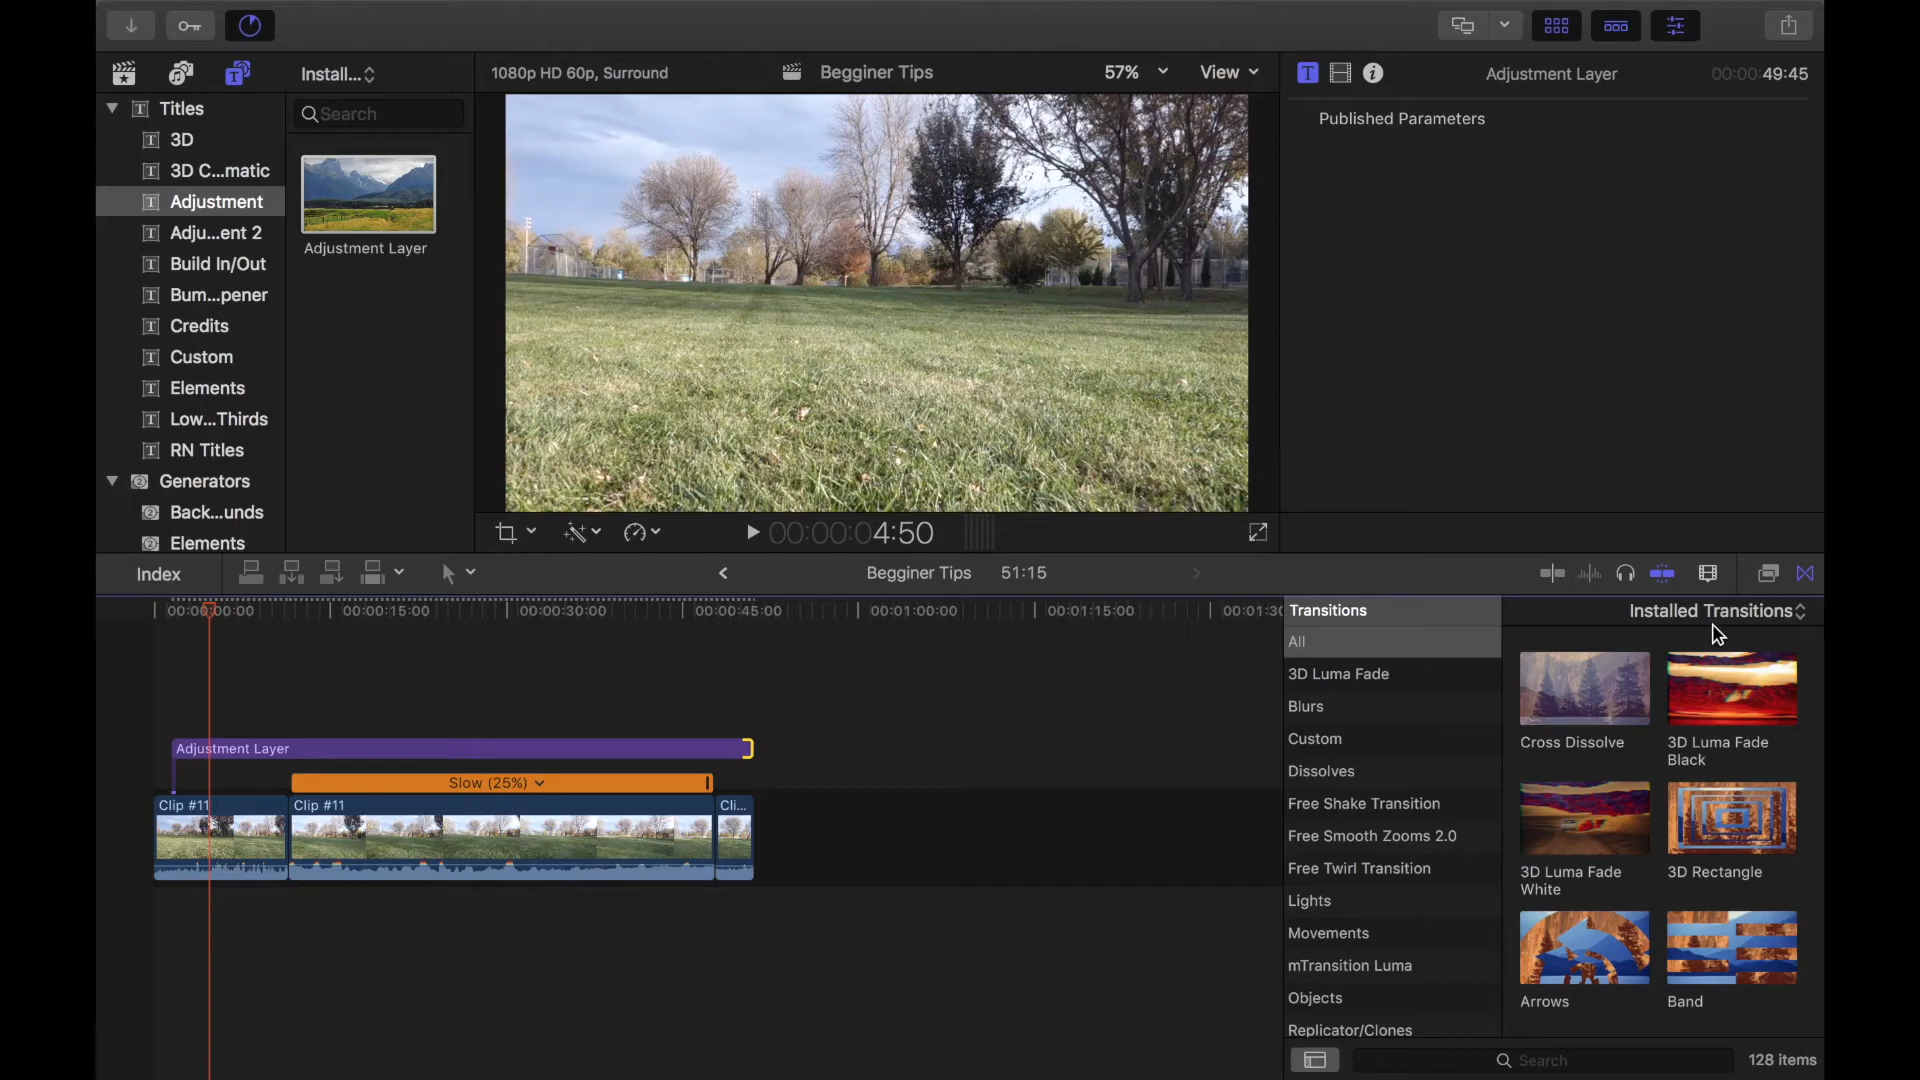 Install...
1080p HD 60p, Surround
Begginer Tips
57%
View
Adjustment Layer
00:00:49:45
Titles
3D
3D C...matic
Adjustment
Adju...ent 2
Build In/Out
Bum...pener
Credits
Custom
Elements
Low...Thirds
RN Titles
Generators
Back...unds
Elements
Search
Adjustment Layer
Published Parameters
00:00:04:50
Index
Begginer Tips
51:15
00:00:00:00
00:00:15:00
00:00:30:00
00:00:45:00
00:01:00:00
00:01:15:00
00:01:30
Adjustment Layer
Slow (25%)
Clip #11
Clip #11
Cli...
Transitions
All
3D Luma Fade
Blurs
Custom
Dissolves
Free Shake Transition
Free Smooth Zooms 2.0
Free Twirl Transition
Lights
Movements
mTransition Luma
Objects
Replicator/Clones
Installed Transitions
Cross Dissolve
3D Luma Fade
Black
3D Luma Fade
White
3D Rectangle
Arrows
Band
Search
128 items